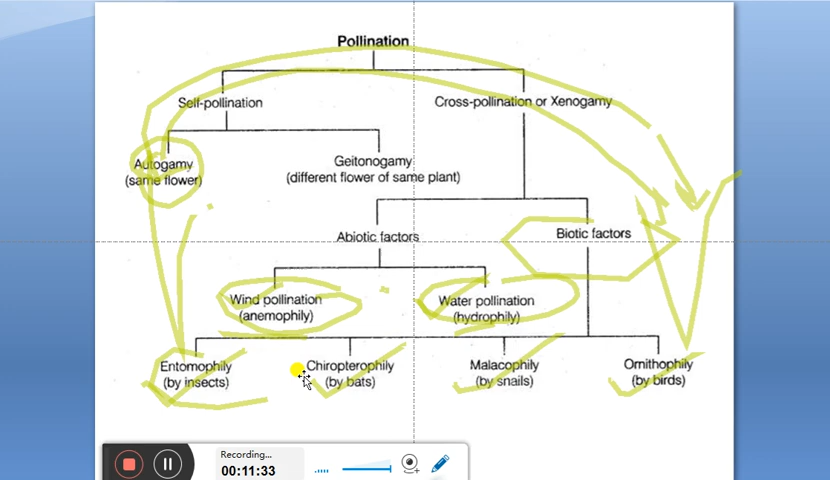 Pollination
Self-pollination
Cross-pollination or Xenogamy
Autogamy
(same flower)
Geitonogamy
(different flower of same plant)
Abiotic factors
Biotic factors
Wind pollination
(anemophily)
Water pollination
(hydrophily)
Entomophily
(by insects)
Chiropterophily
(by bats)
Malacophily
(by snails)
Ornithophily
(by birds)
Recording...
00:11:33